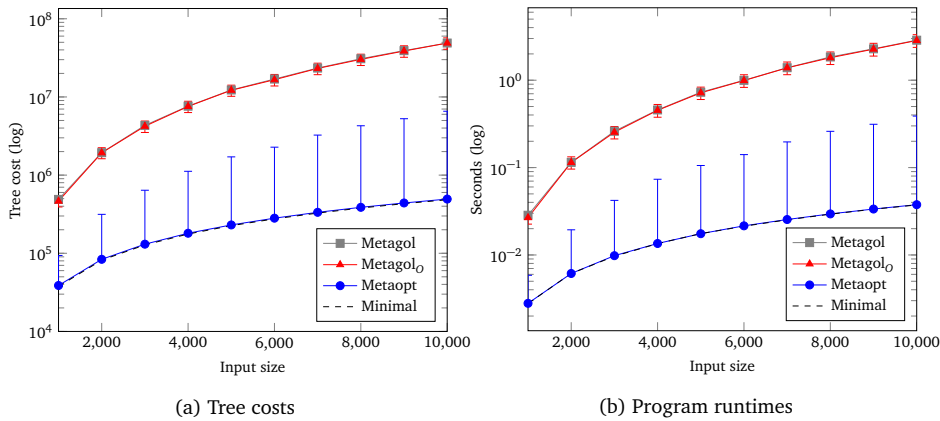 10^8
10^7
10^6
10^5
10^4
Tree cost (log)
2,000 4,000 6,000 8,000 10,000
Input size
Metagol
Metagol_O
Metaopt
Minimal
(a) Tree costs
10^0
10^−1
10^−2
Seconds (log)
2,000 4,000 6,000 8,000 10,000
Input size
Metagol
Metagol_O
Metaopt
Minimal
(b) Program runtimes